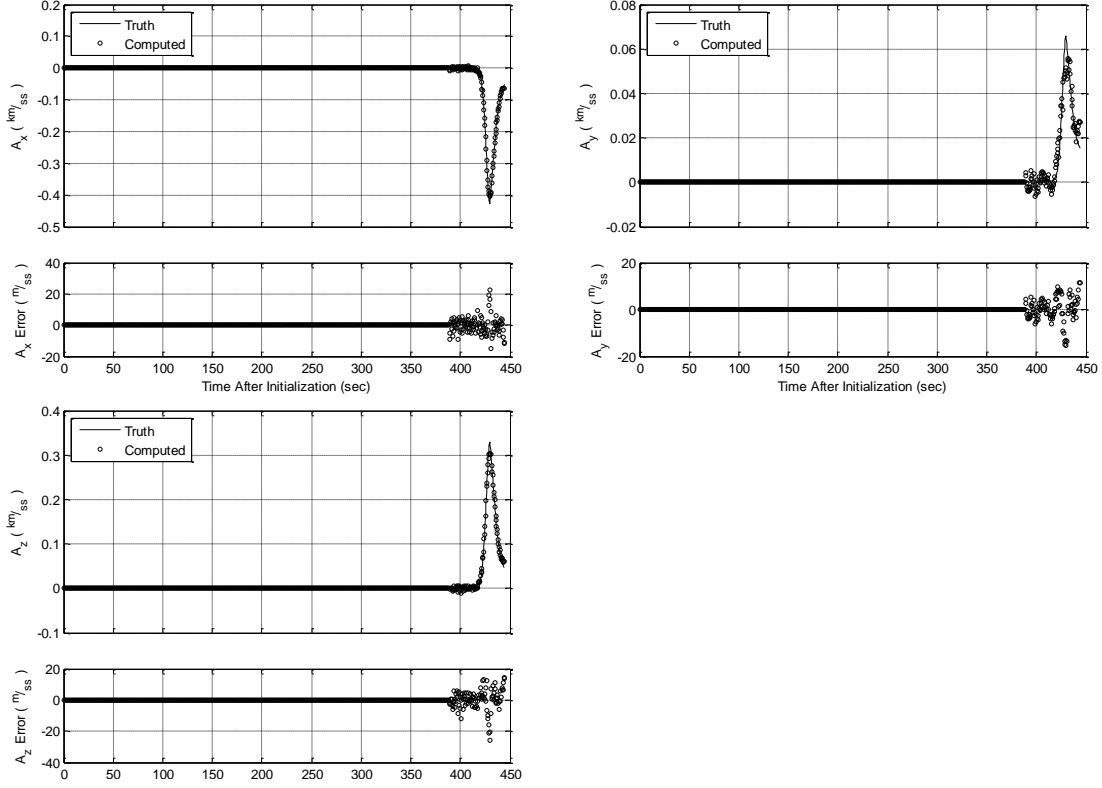 0.2
0.1
0
-0.1
-0.2
-0.3
-0.4
-0.5
A_x ( km/ss )
Truth
Computed
40
20
0
-20
A_x Error ( m/ss )
0 50 100 150 200 250 300 350 400 450
Time After Initialization (sec)
0.08
0.06
0.04
0.02
0
-0.02
A_y ( km/ss )
Truth
Computed
20
0
-20
A_y Error ( m/ss )
0 50 100 150 200 250 300 350 400 450
Time After Initialization (sec)
0.4
0.3
0.2
0.1
0
-0.1
A_z ( km/ss )
Truth
Computed
20
0
-20
-40
A_z Error ( m/ss )
0 50 100 150 200 250 300 350 400 450